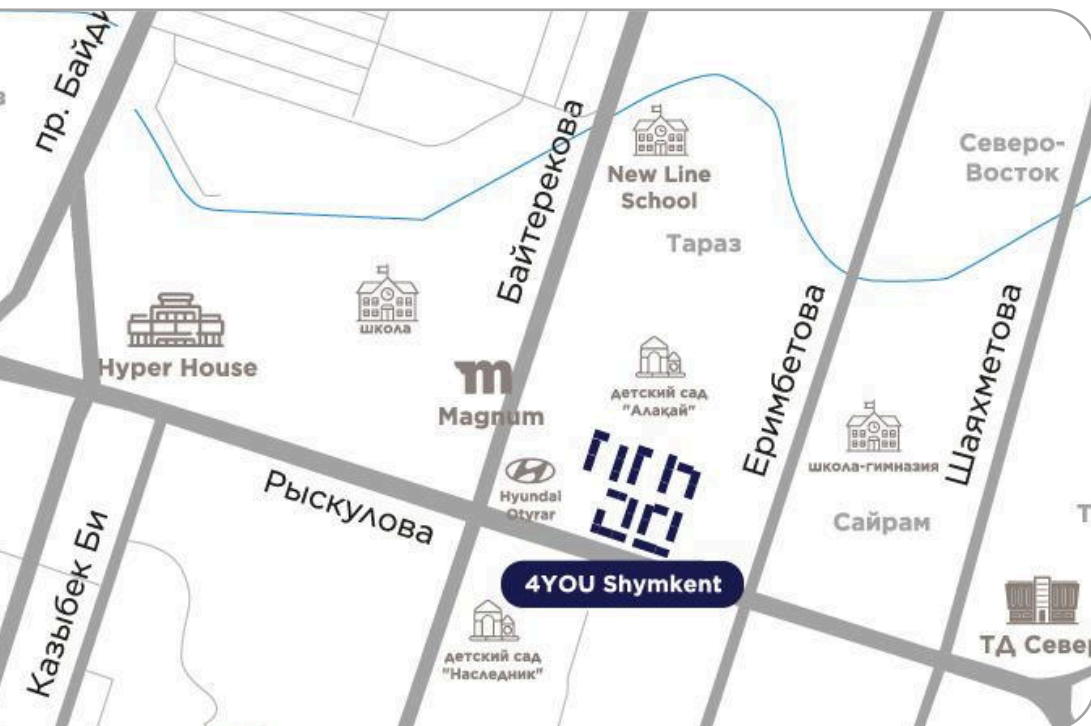 пр. Байди
Байтерекова
New Line
School
Северо-
Восток
Тараз
школа
Hyper House
Еримбетова
Шаяхметова
детский сад
"Алақай"
Magnum
школа-гимназия
Hyundai
Otyrar
Рыскулова
Сайрам
Казыбек Би
4YOU Shymkent
детский сад
"Наследник"
ТД Север